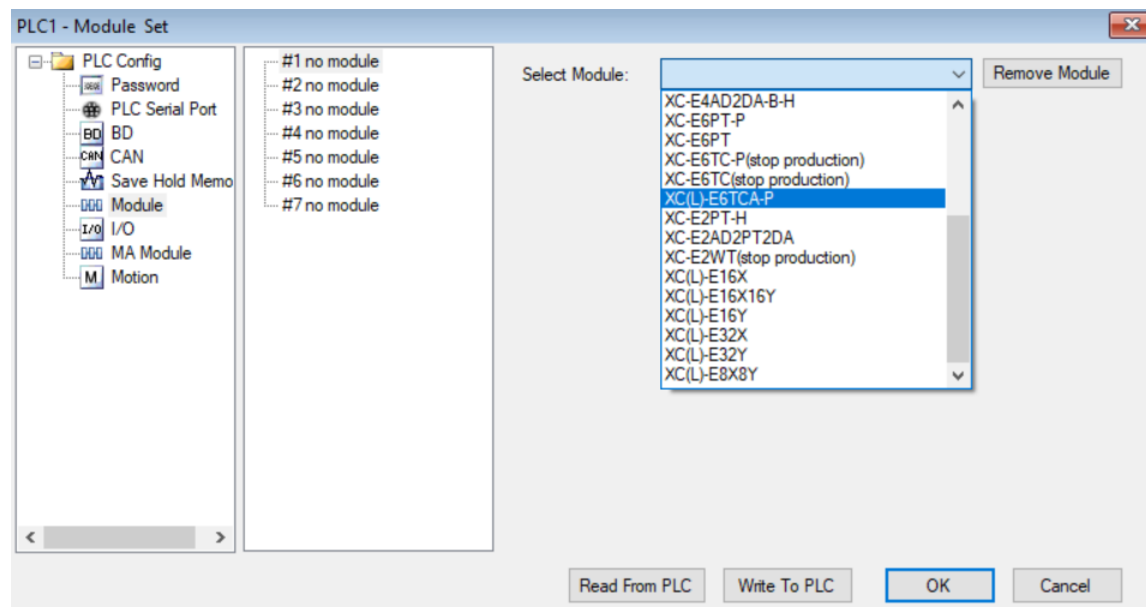 PLC1 - Module Set
PLC Config
Password
PLC Serial Port
BD BD
CAN CAN
Save Hold Memo
Module
I/O I/O
MA Module
M Motion
#1 no module
#2 no module
#3 no module
#4 no module
#5 no module
#6 no module
#7 no module
Select Module:
Remove Module
XC-E4AD2DA-B-H
XC-E6PT-P
XC-E6PT
XC-E6TC-P(stop production)
XC-E6TC(stop production)
XC(L)-E6TCA-P
XC-E2PT-H
XC-E2AD2PT2DA
XC-E2WT(stop production)
XC(L)-E16X
XC(L)-E16X16Y
XC(L)-E16Y
XC(L)-E32X
XC(L)-E32Y
XC(L)-E8X8Y
Read From PLC
Write To PLC
OK
Cancel